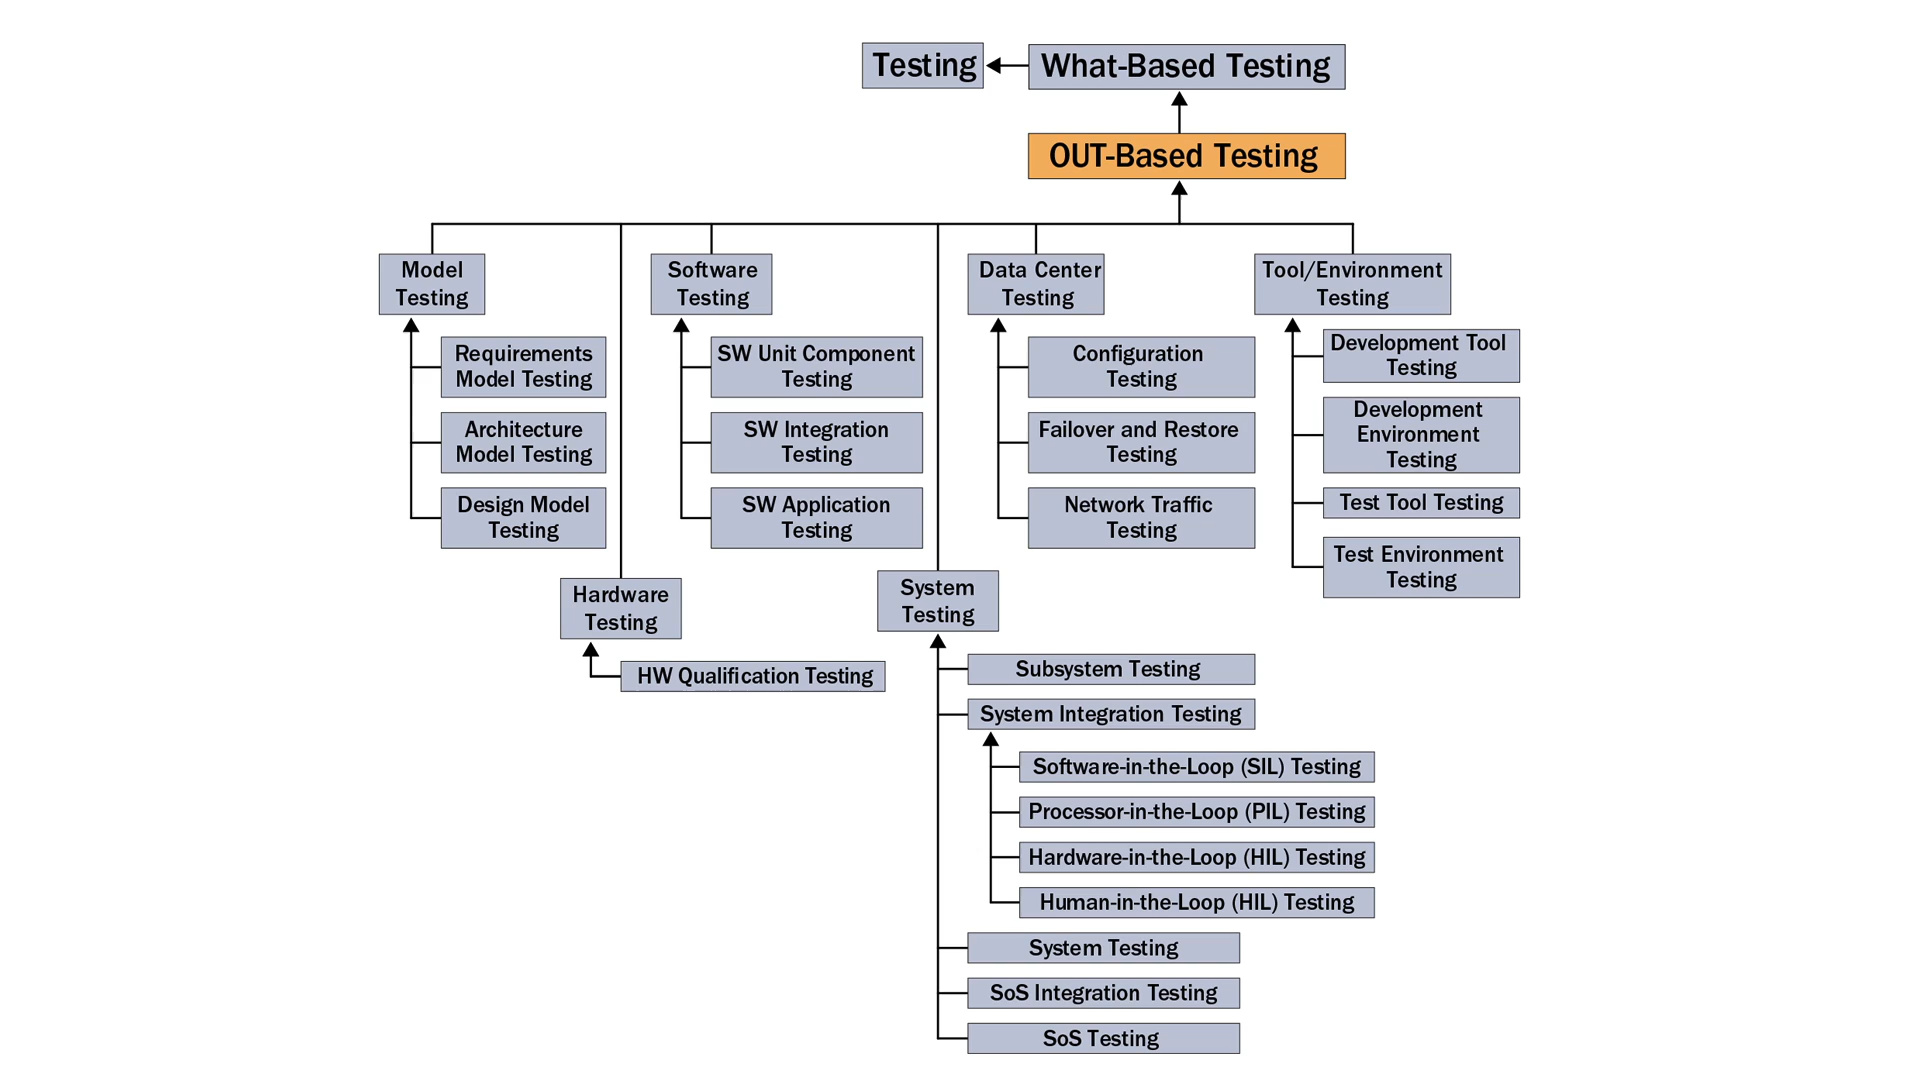 Testing
What-Based Testing
OUT-Based Testing
Model
Testing
Requirements
Model Testing
Architecture
Model Testing
Design Model
Testing
Hardware
Testing
HW Qualification Testing
Software
Testing
SW Unit Component
Testing
SW Integration
Testing
SW Application
Testing
System
Testing
Subsystem Testing
System Integration Testing
Software-in-the-Loop (SIL) Testing
Processor-in-the-Loop (PIL) Testing
Hardware-in-the-Loop (HIL) Testing
Human-in-the-Loop (HIL) Testing
System Testing
SoS Integration Testing
SoS Testing
Data Center
Testing
Configuration
Testing
Failover and Restore
Testing
Network Traffic
Testing
Tool/Environment
Testing
Development Tool
Testing
Development
Environment
Testing
Test Tool Testing
Test Environment
Testing